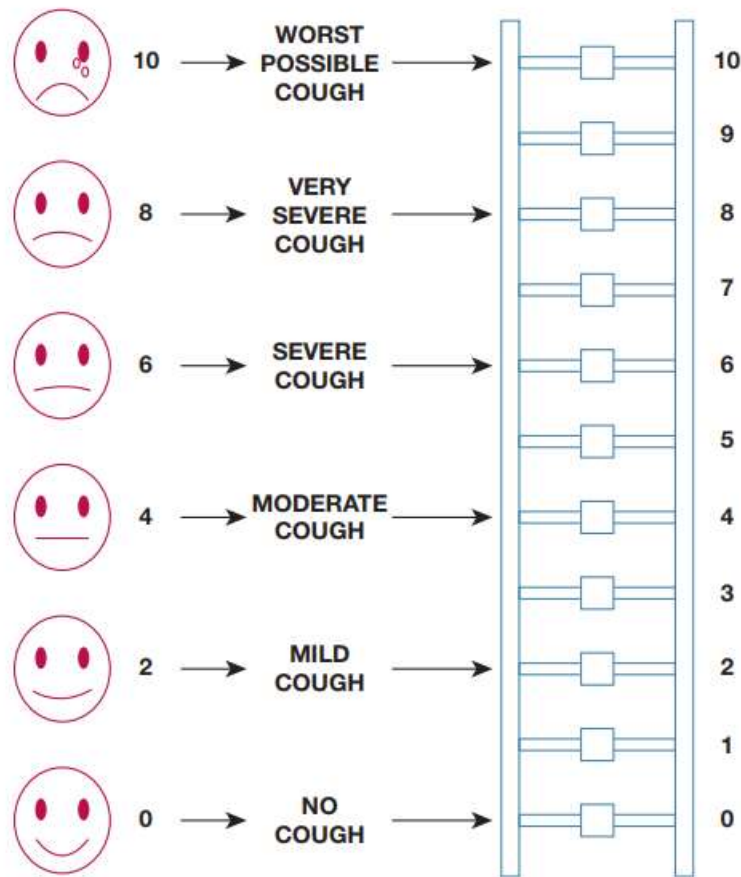 10
WORST
POSSIBLE
COUGH
10
9
8
VERY
SEVERE
COUGH
8
7
6
SEVERE
COUGH
6
5
4
MODERATE
COUGH
4
3
2
MILD
COUGH
2
1
0
NO
COUGH
0